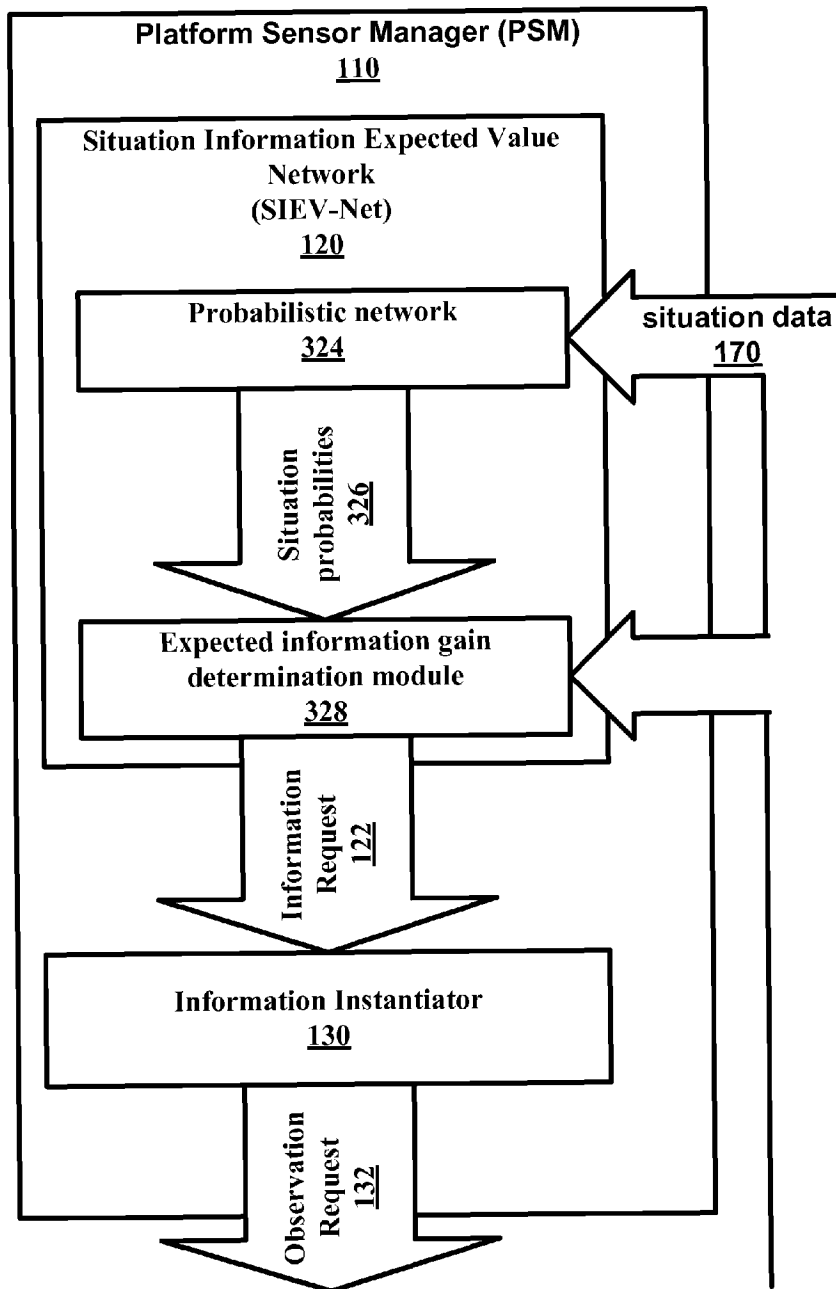 Platform Sensor Manager (PSM)
110
Situation Information Expected Value
Network
(SIEV-Net)
120
Probabilistic network
324
situation data
170
Situation
probabilities
326
Expected information gain
determination module
328
Information
Request
122
Information Instantiator
130
Observation
Request
132